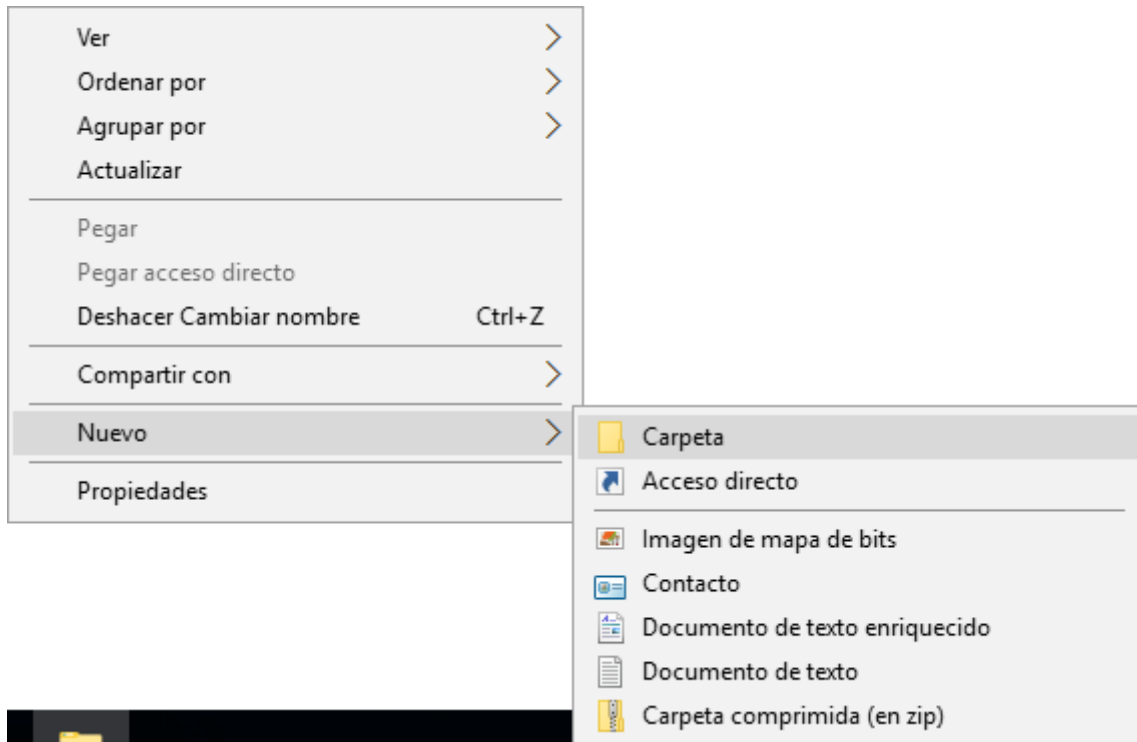 Ver
Ordenar por
Agrupar por
Actualizar
Pegar
Pegar acceso directo
Deshacer Cambiar nombre Ctrl+Z
Compartir con
Nuevo
Propiedades
Carpeta
Acceso directo
Imagen de mapa de bits
Contacto
Documento de texto enriquecido
Documento de texto
Carpeta comprimida (en zip)